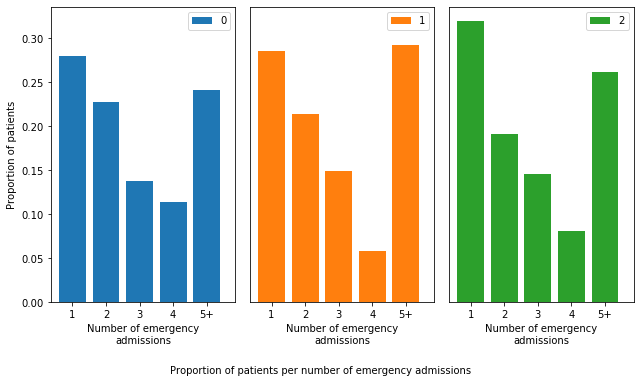 0
1
2
Proportion of patients
0.30
0.25
0.20
0.15
0.10
0.05
0.00
1 2 3 4 5+
1 2 3 4 5+
1 2 3 4 5+
Number of emergency
admissions
Number of emergency
admissions
Number of emergency
admissions
Proportion of patients per number of emergency admissions